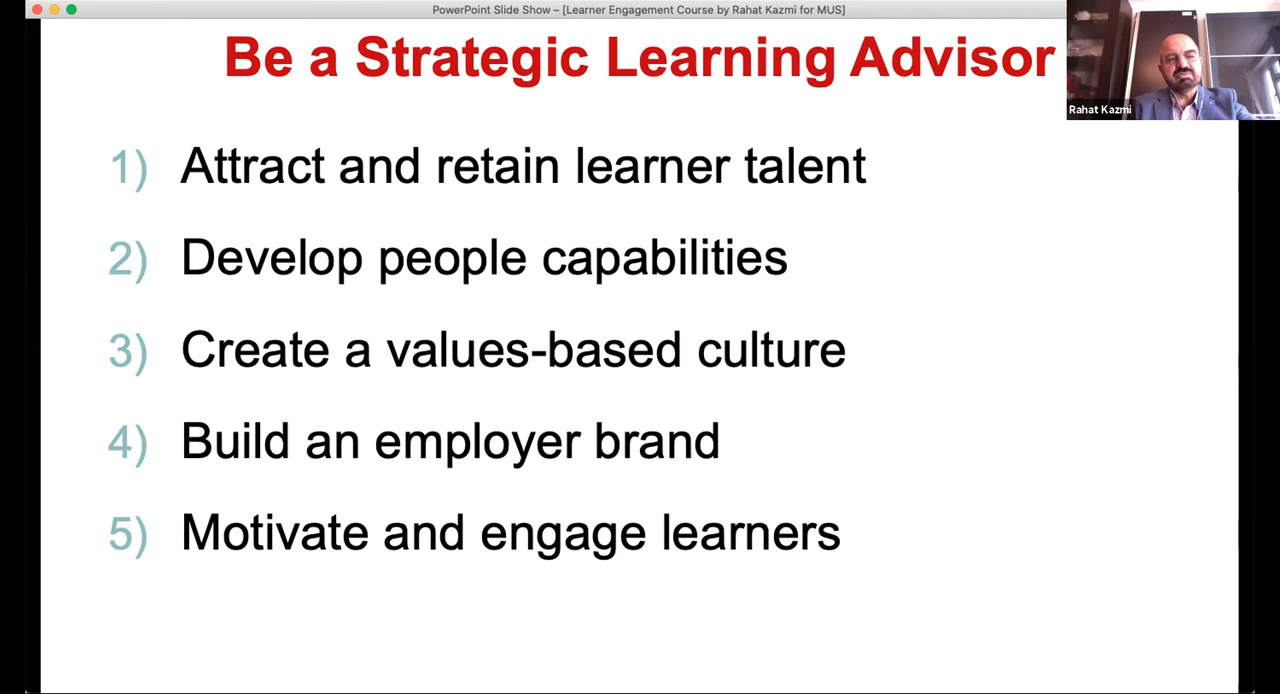 PowerPoint Slide Show – [Learner Engagement Course by Rahat Kazmi for MUS]
Be a Strategic Learning Advisor
Rahat Kazmi
1) Attract and retain learner talent
2) Develop people capabilities
3) Create a values-based culture
4) Build an employer brand
5) Motivate and engage learners